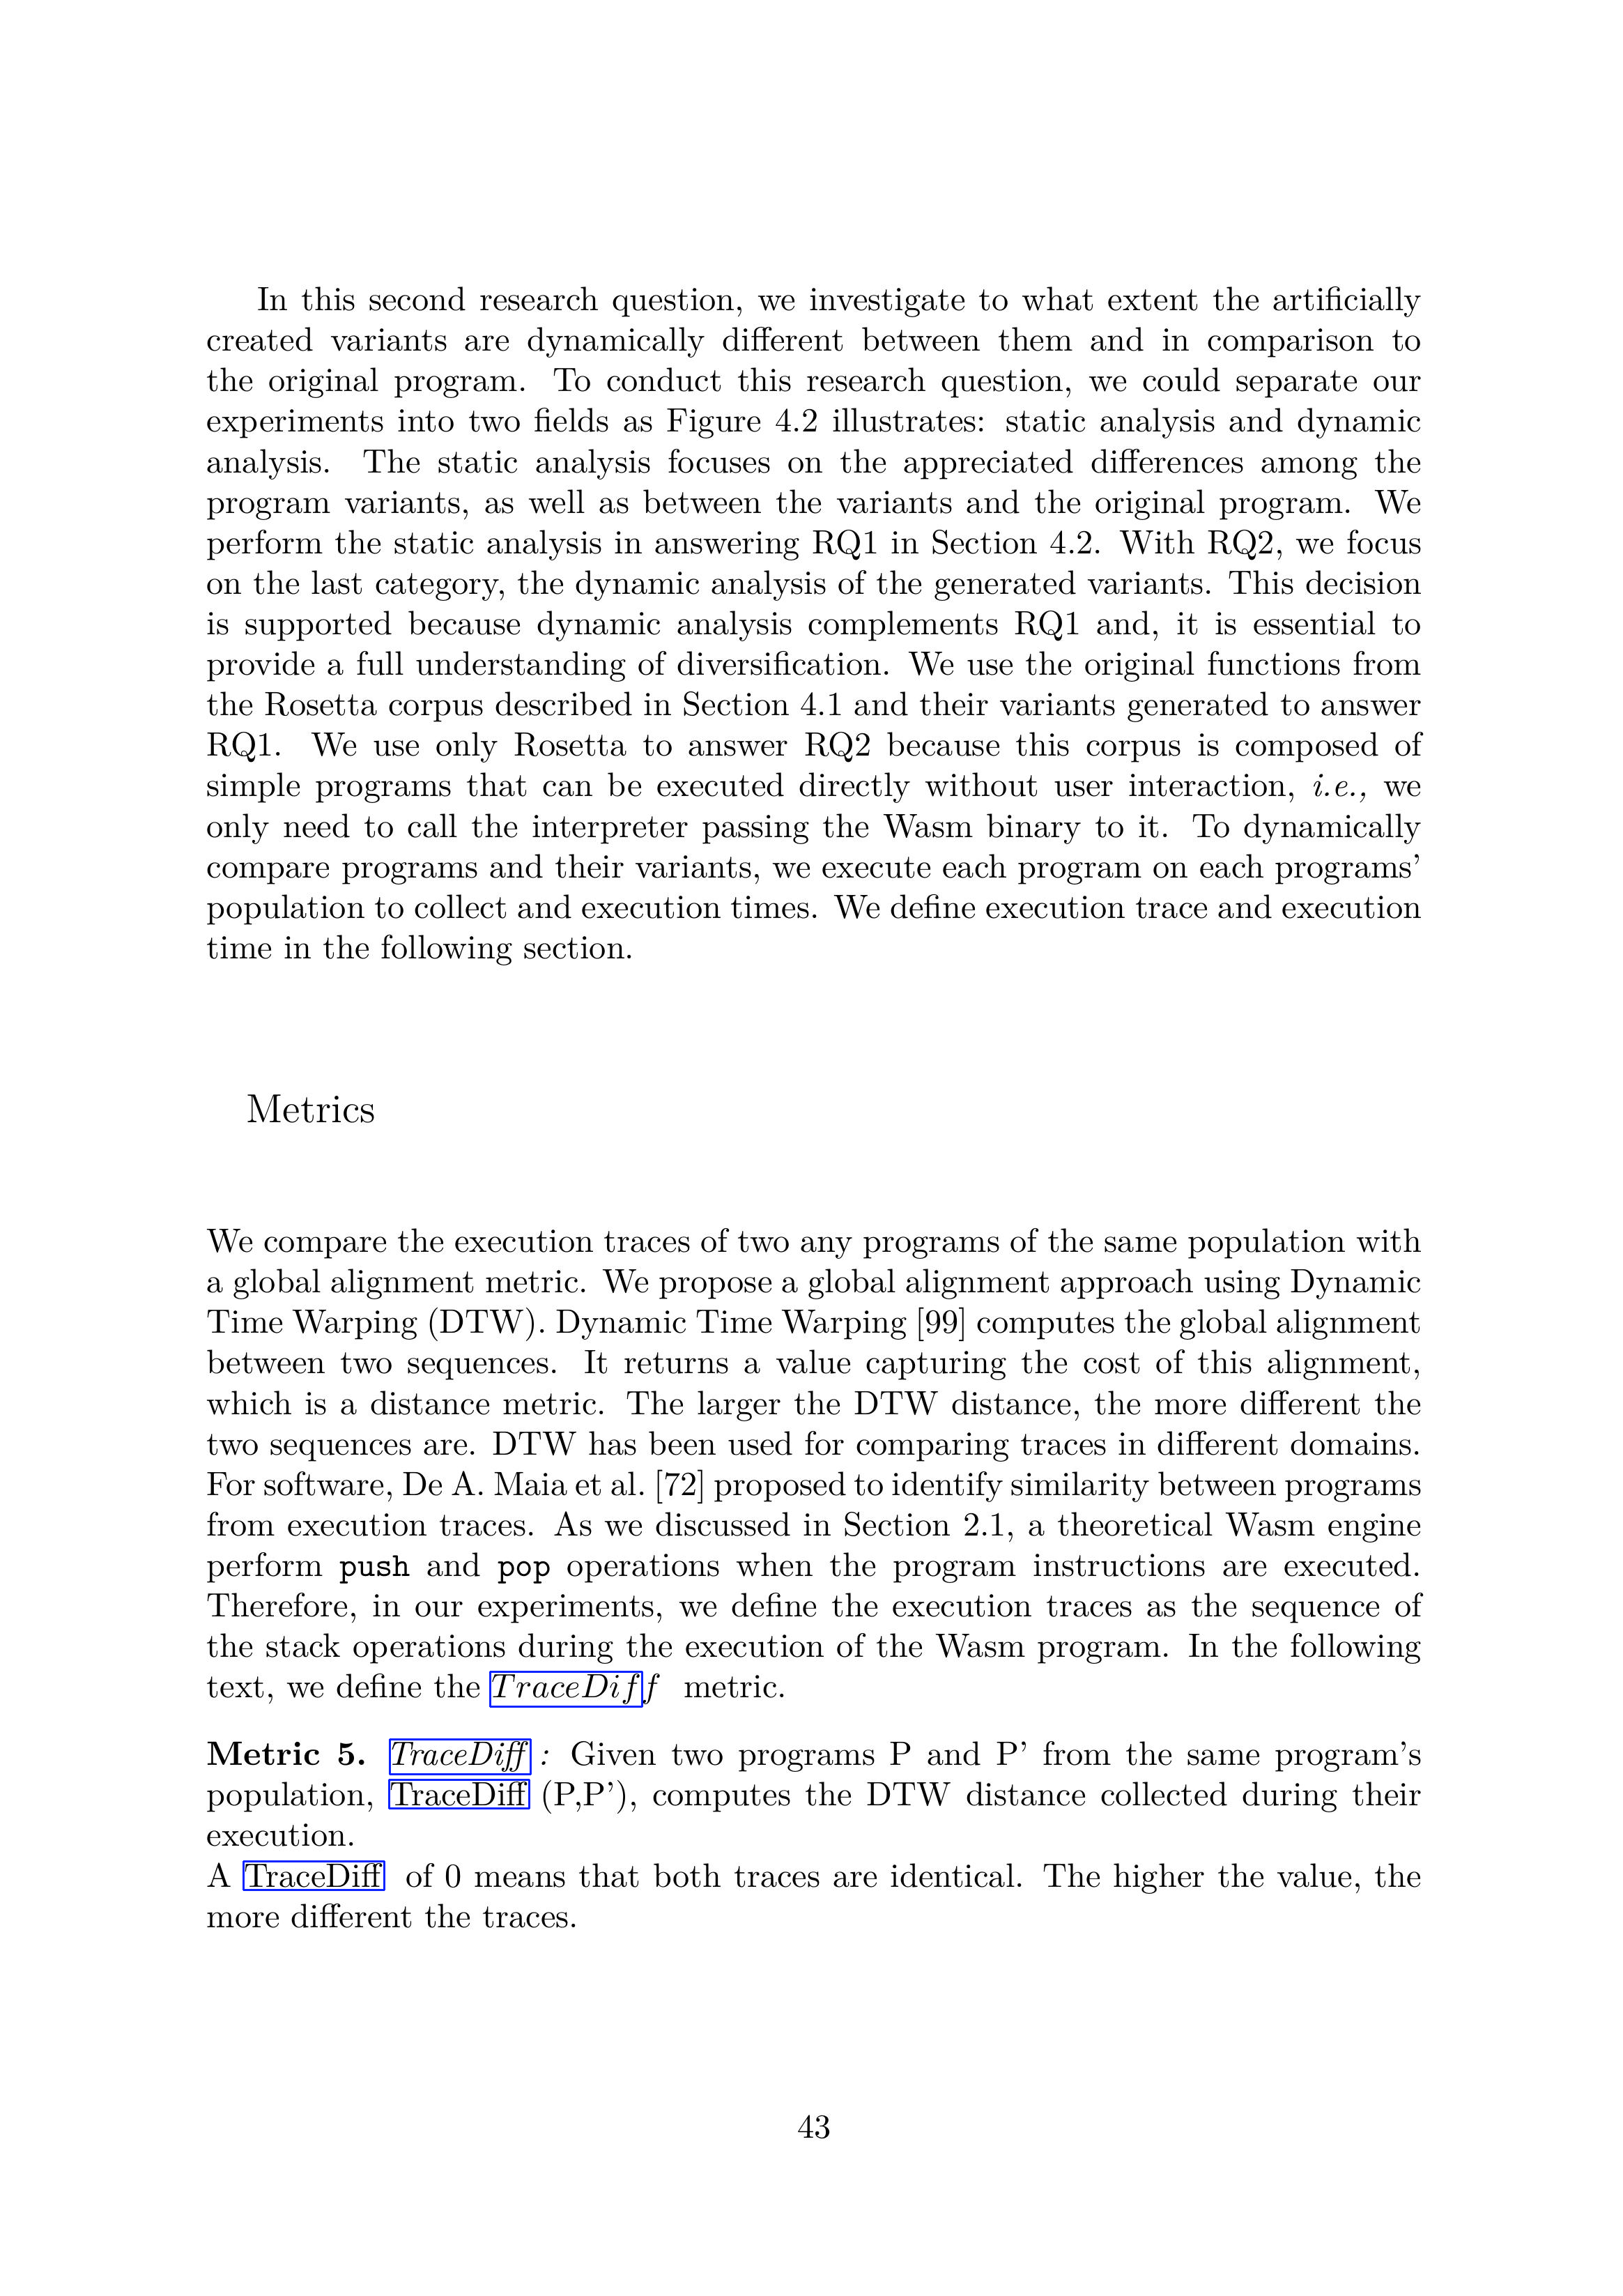 In this second research question, we investigate to what extent the artificially
created variants are dynamically different between them and in comparison to
the original program. To conduct this research question, we could separate our
experiments into two fields as Figure 4.2 illustrates: static analysis and dynamic
analysis. The static analysis focuses on the appreciated differences among the
program variants, as well as between the variants and the original program. We
perform the static analysis in answering RQ1 in Section 4.2. With RQ2, we focus
on the last category, the dynamic analysis of the generated variants. This decision
is supported because dynamic analysis complements RQ1 and, it is essential to
provide a full understanding of diversification. We use the original functions from
the Rosetta corpus described in Section 4.1 and their variants generated to answer
RQ1. We use only Rosetta to answer RQ2 because this corpus is composed of
simple programs that can be executed directly without user interaction, i.e., we
only need to call the interpreter passing the Wasm binary to it. To dynamically
compare programs and their variants, we execute each program on each programs'
population to collect and execution times. We define execution trace and execution
time in the following section.
Metrics
We compare the execution traces of two any programs of the same population with
a global alignment metric. We propose a global alignment approach using Dynamic
Time Warping (DTW). Dynamic Time Warping [99] computes the global alignment
between two sequences. It returns a value capturing the cost of this alignment,
which is a distance metric. The larger the DTW distance, the more different the
two sequences are. DTW has been used for comparing traces in different domains.
For software, De A. Maia et al. [72] proposed to identify similarity between programs
from execution traces. As we discussed in Section 2.1, a theoretical Wasm engine
perform push and pop operations when the program instructions are executed.
Therefore, in our experiments, we define the execution traces as the sequence of
the stack operations during the execution of the Wasm program. In the following
text, we define the TraceDiff metric.
Metric 5. TraceDiff : Given two programs P and P' from the same program's
population, TraceDiff (P,P'), computes the DTW distance collected during their
execution.
A TraceDiff of 0 means that both traces are identical. The higher the value, the
more different the traces.
43